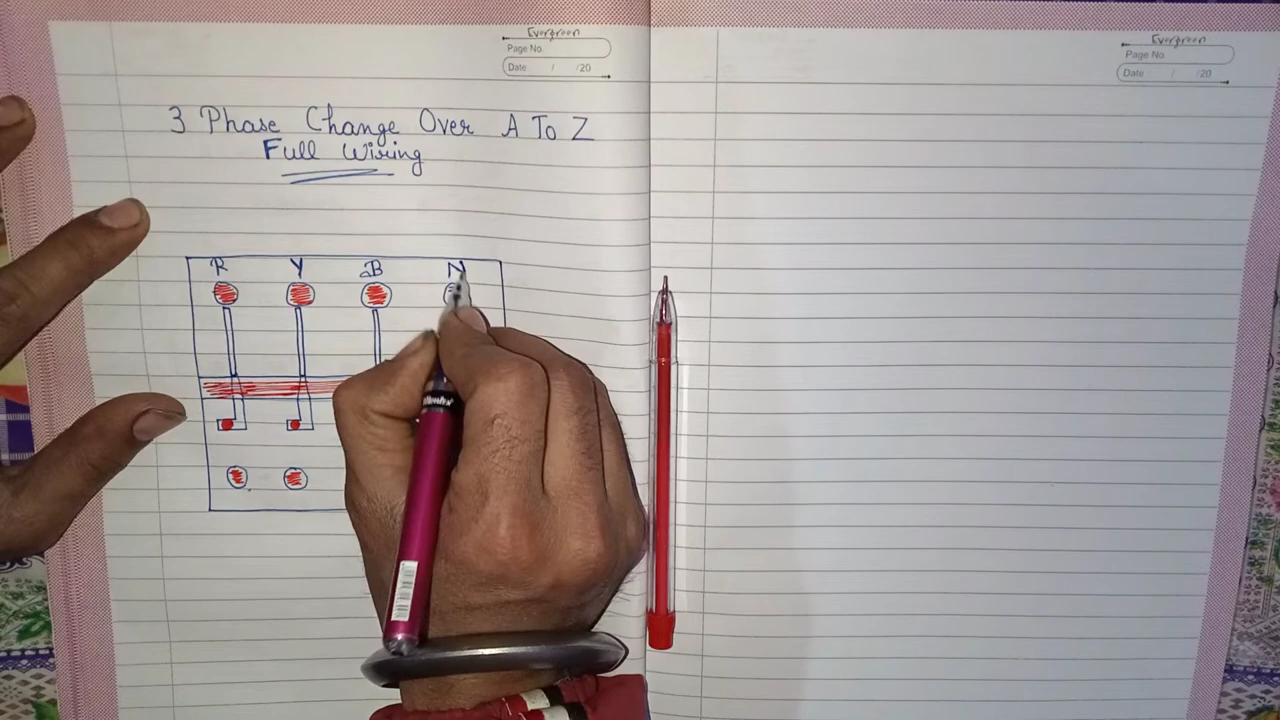 Evergreen
Page No.
Date / /20
Evergreen
Page No.
Date / /20
3 Phase Change Over A To Z
Full Wiring
R Y B N